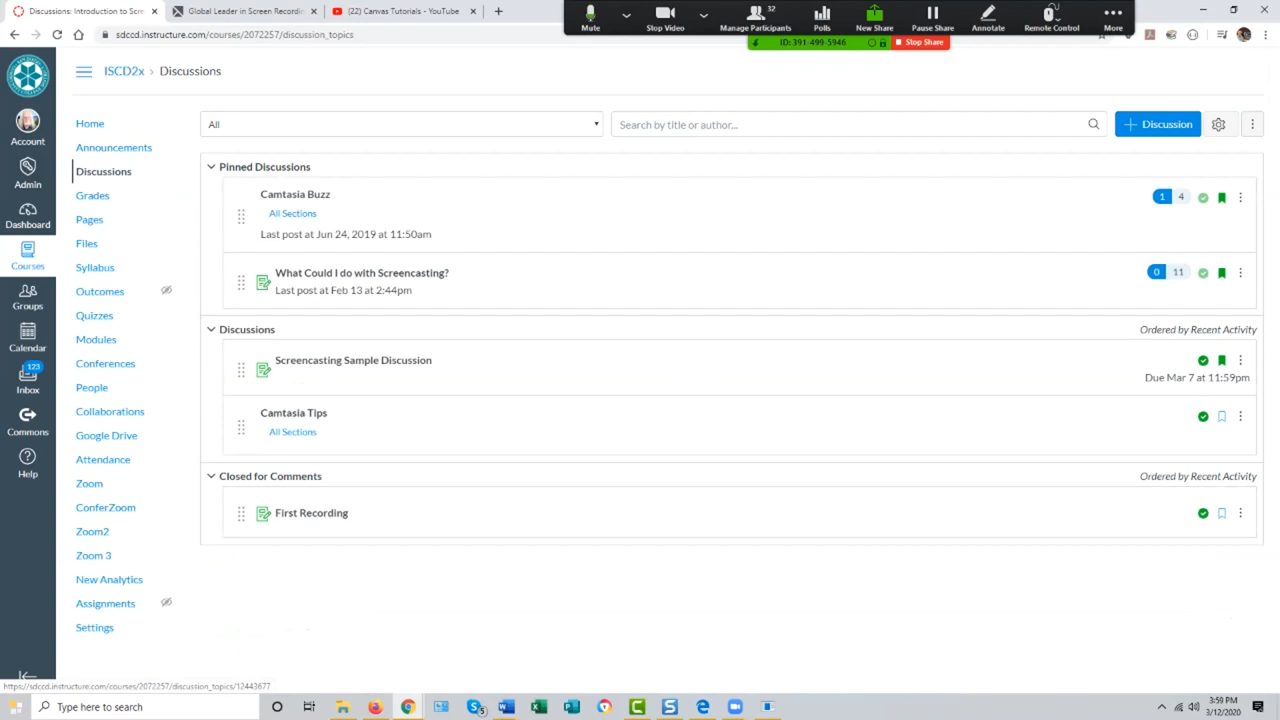 Discussions: Introduction to Scre
Global Leader in Screen Recordin
(22) Canvas Tutorials - YouTube
32
Mute
Stop Video
Manage Participants
Polls
New Share
Pause Share
Annotate
Remote Control
More
sdccd.instructure.com/courses/2072257/discussion_topics
ID: 391-499-5946
Stop Share
ISCD2x › Discussions
Account
Admin
Dashboard
Courses
Groups
Calendar
123
Inbox
Commons
Help
Home
Announcements
Discussions
Grades
Pages
Files
Syllabus
Outcomes
Quizzes
Modules
Conferences
People
Collaborations
Google Drive
Attendance
Zoom
ConferZoom
Zoom2
Zoom 3
New Analytics
Assignments
Settings
All
Search by title or author...
Discussion
Pinned Discussions
Camtasia Buzz
1 4
All Sections
Last post at Jun 24, 2019 at 11:50am
What Could I do with Screencasting?
0 11
Last post at Feb 13 at 2:44pm
Discussions
Ordered by Recent Activity
Screencasting Sample Discussion
Due Mar 7 at 11:59pm
Camtasia Tips
All Sections
Closed for Comments
Ordered by Recent Activity
First Recording
https://sdccd.instructure.com/courses/2072257/discussion_topics/12443677
Type here to search
5
3:59 PM
3/12/2020